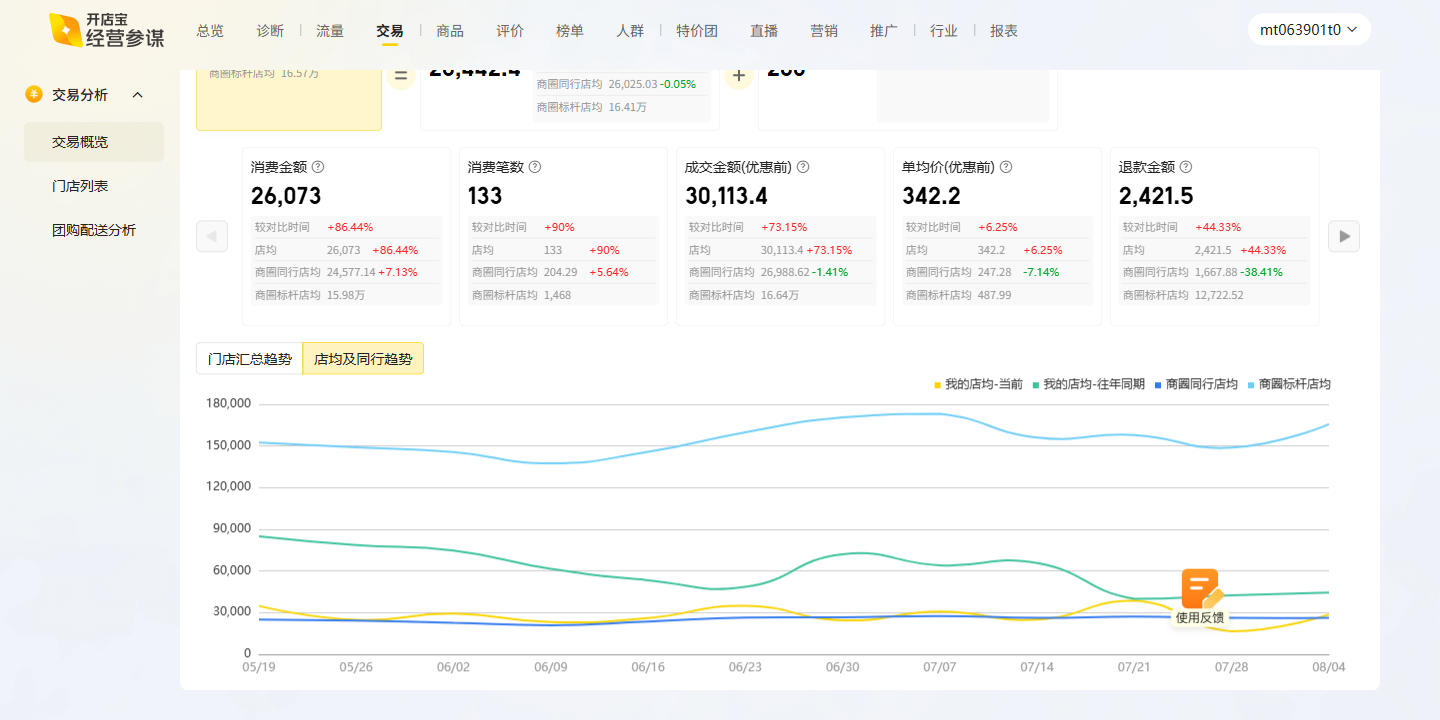 开店宝
经营参谋
总览 诊断 流量 交易 商品 评价 榜单 人群 特价团 直播 营销 推广 行业 报表
mt063901t0
交易分析
交易概览
门店列表
团购配送分析
商圈标杆店均 16.57万
=
商圈同行店均 26,025.03 -0.05%
商圈标杆店均 16.41万
+
消费金额
26,073
较对比时间 +86.44%
店均 26,073 +86.44%
商圈同行店均 24,577.14 +7.13%
商圈标杆店均 15.98万
消费笔数
133
较对比时间 +90%
店均 133 +90%
商圈同行店均 204.29 +5.64%
商圈标杆店均 1,468
成交金额(优惠前)
30,113.4
较对比时间 +73.15%
店均 30,113.4 +73.15%
商圈同行店均 26,988.62 -1.41%
商圈标杆店均 16.64万
单均价(优惠前)
342.2
较对比时间 +6.25%
店均 342.2 +6.25%
商圈同行店均 247.28 -7.14%
商圈标杆店均 487.99
退款金额
2,421.5
较对比时间 +44.33%
店均 2,421.5 +44.33%
商圈同行店均 1,667.88 -38.41%
商圈标杆店均 12,722.52
门店汇总趋势 店均及同行趋势
我的店均-当前 我的店均-往年同期 商圈同行店均 商圈标杆店均
180,000
150,000
120,000
90,000
60,000
30,000
0
05/19 05/26 06/02 06/09 06/16 06/23 06/30 07/07 07/14 07/21 07/28 08/04
使用反馈